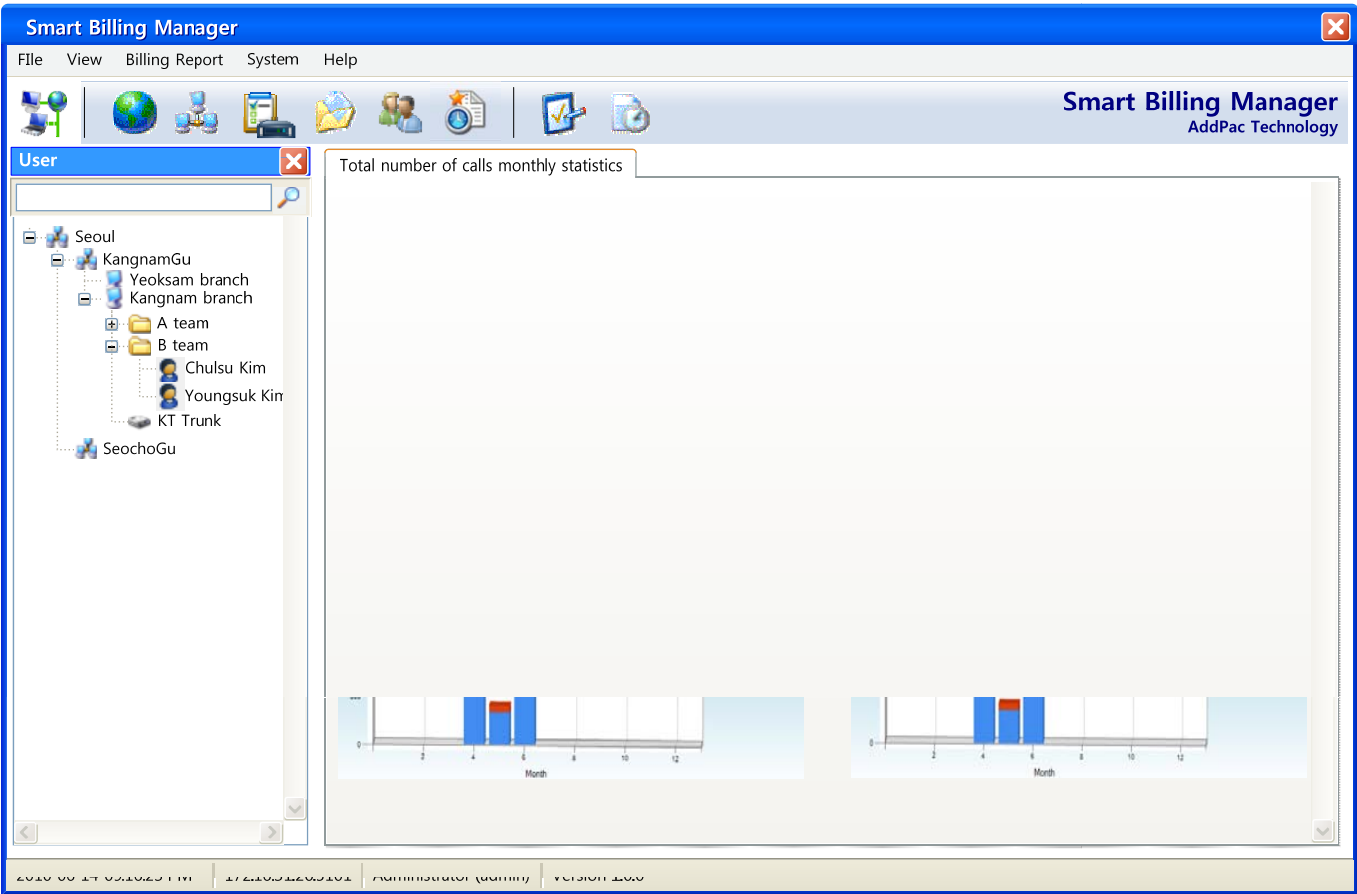 Smart Billing Manager
FIle View Billing Report System Help
Smart Billing Manager
AddPac Technology
User
Total number of calls monthly statistics
Seoul
KangnamGu
Yeoksam branch
Kangnam branch
A team
B team
Chulsu Kim
Youngsuk Kim
KT Trunk
SeochoGu
0 2 4 6 8 10 12
Month
0 2 4 6 8 10 12
Month
Administrator (admin)